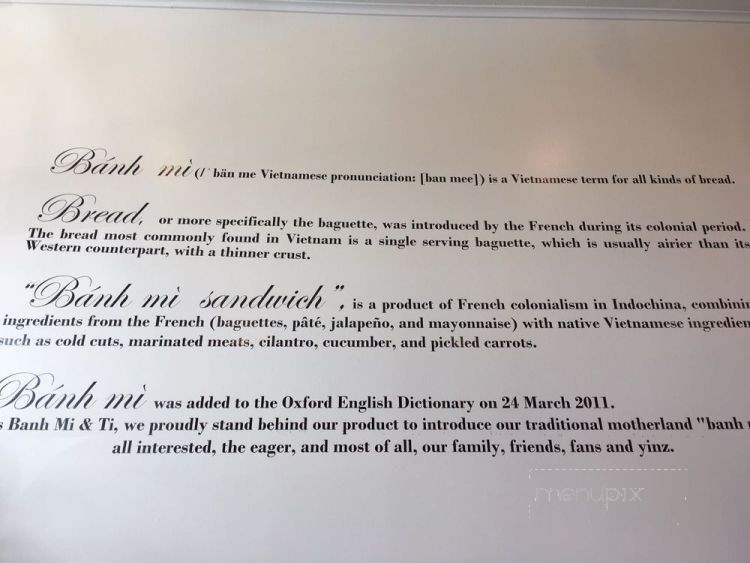 Bánh mì (/ˈ bän me Vietnamese pronunciation: [ban mee]) is a Vietnamese term for all kinds of bread.
Bread, or more specifically the baguette, was introduced by the French during its colonial period.
The bread most commonly found in Vietnam is a single serving baguette, which is usually airier than its
Western counterpart, with a thinner crust.
"Bánh mì sandwich", is a product of French colonialism in Indochina, combinin
ingredients from the French (baguettes, pâté, jalapeño, and mayonnaise) with native Vietnamese ingredien
such as cold cuts, marinated meats, cilantro, cucumber, and pickled carrots.
Bánh mì was added to the Oxford English Dictionary on 24 March 2011.
s Banh Mi & Ti, we proudly stand behind our product to introduce our traditional motherland "banh
all interested, the eager, and most of all, our family, friends, fans and yinz.
menupix